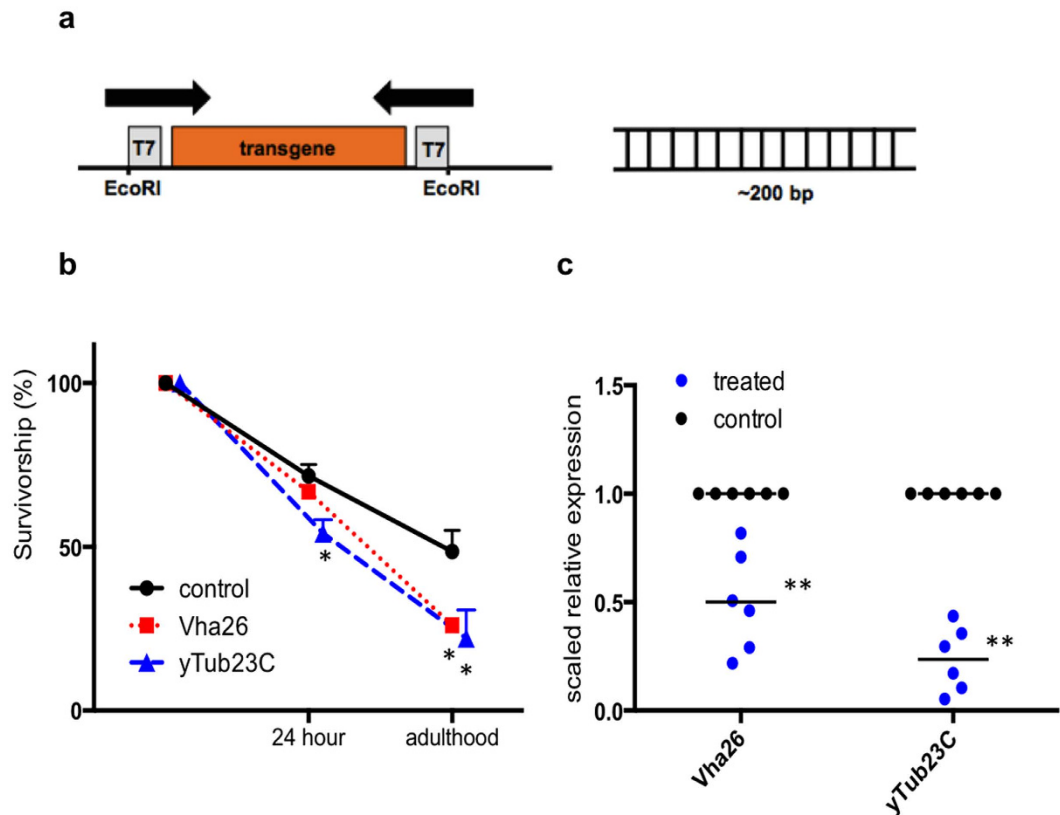 a
T7
transgene
T7
EcoRI
EcoRI
~200 bp
b
Survivorship (%)
100
50
0
control
Vha26
yTub23C
*
*
*
24 hour
adulthood
c
scaled relative expression
1.5
1.0
0.5
0.0
treated
control
**
**
Vha26
yTub23C